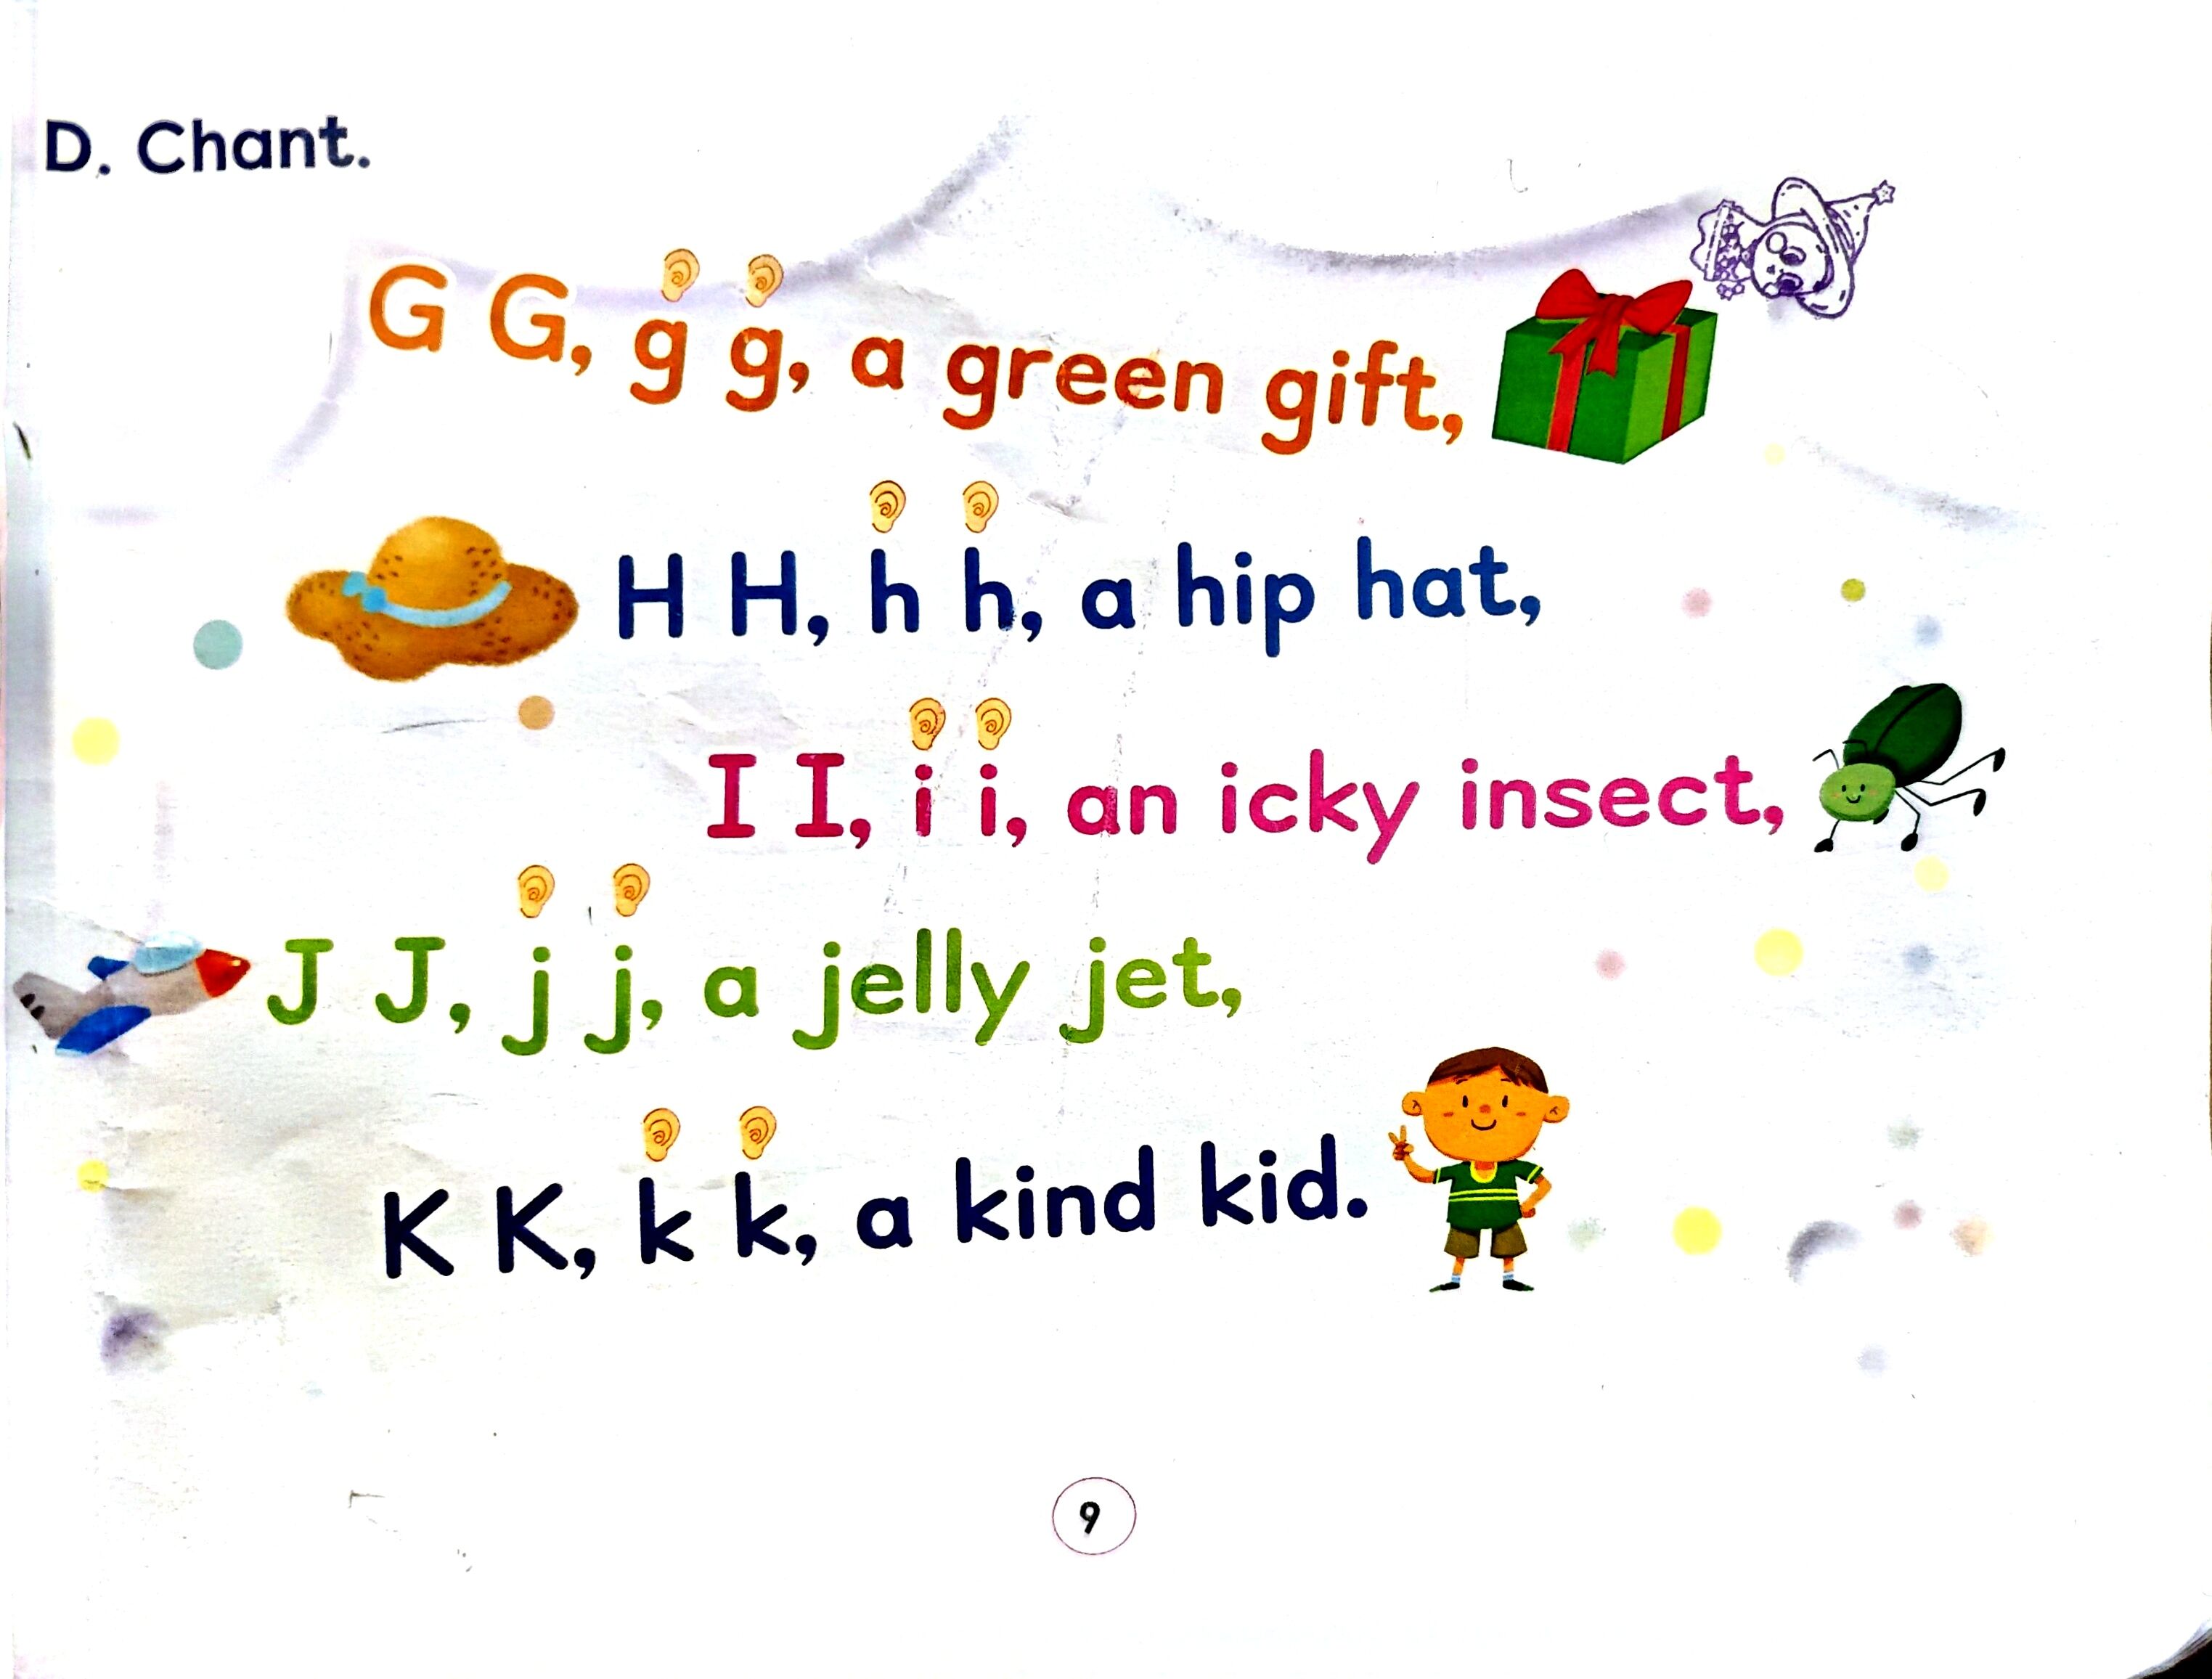 D. Chant.
G G, g g, a green gift,
H H, h h, a hip hat,
I I, i i, an icky insect,
J J, j j, a jelly jet,
K K, k k, a kind kid.
9